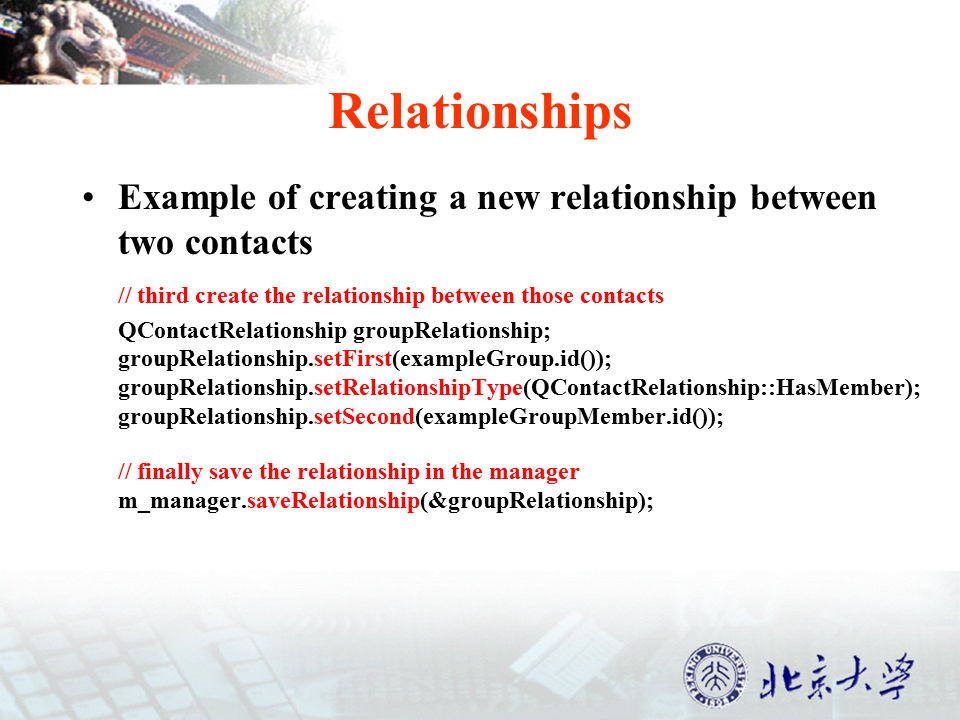 Relationships
• Example of creating a new relationship between
two contacts
// third create the relationship between those contacts
QContactRelationship groupRelationship;
groupRelationship.setFirst(exampleGroup.id());
groupRelationship.setRelationshipType(QContactRelationship::HasMember);
groupRelationship.setSecond(exampleGroupMember.id());
// finally save the relationship in the manager
m_manager.saveRelationship(&groupRelationship);
PEKING UNIVERSITY
1898
北京大学